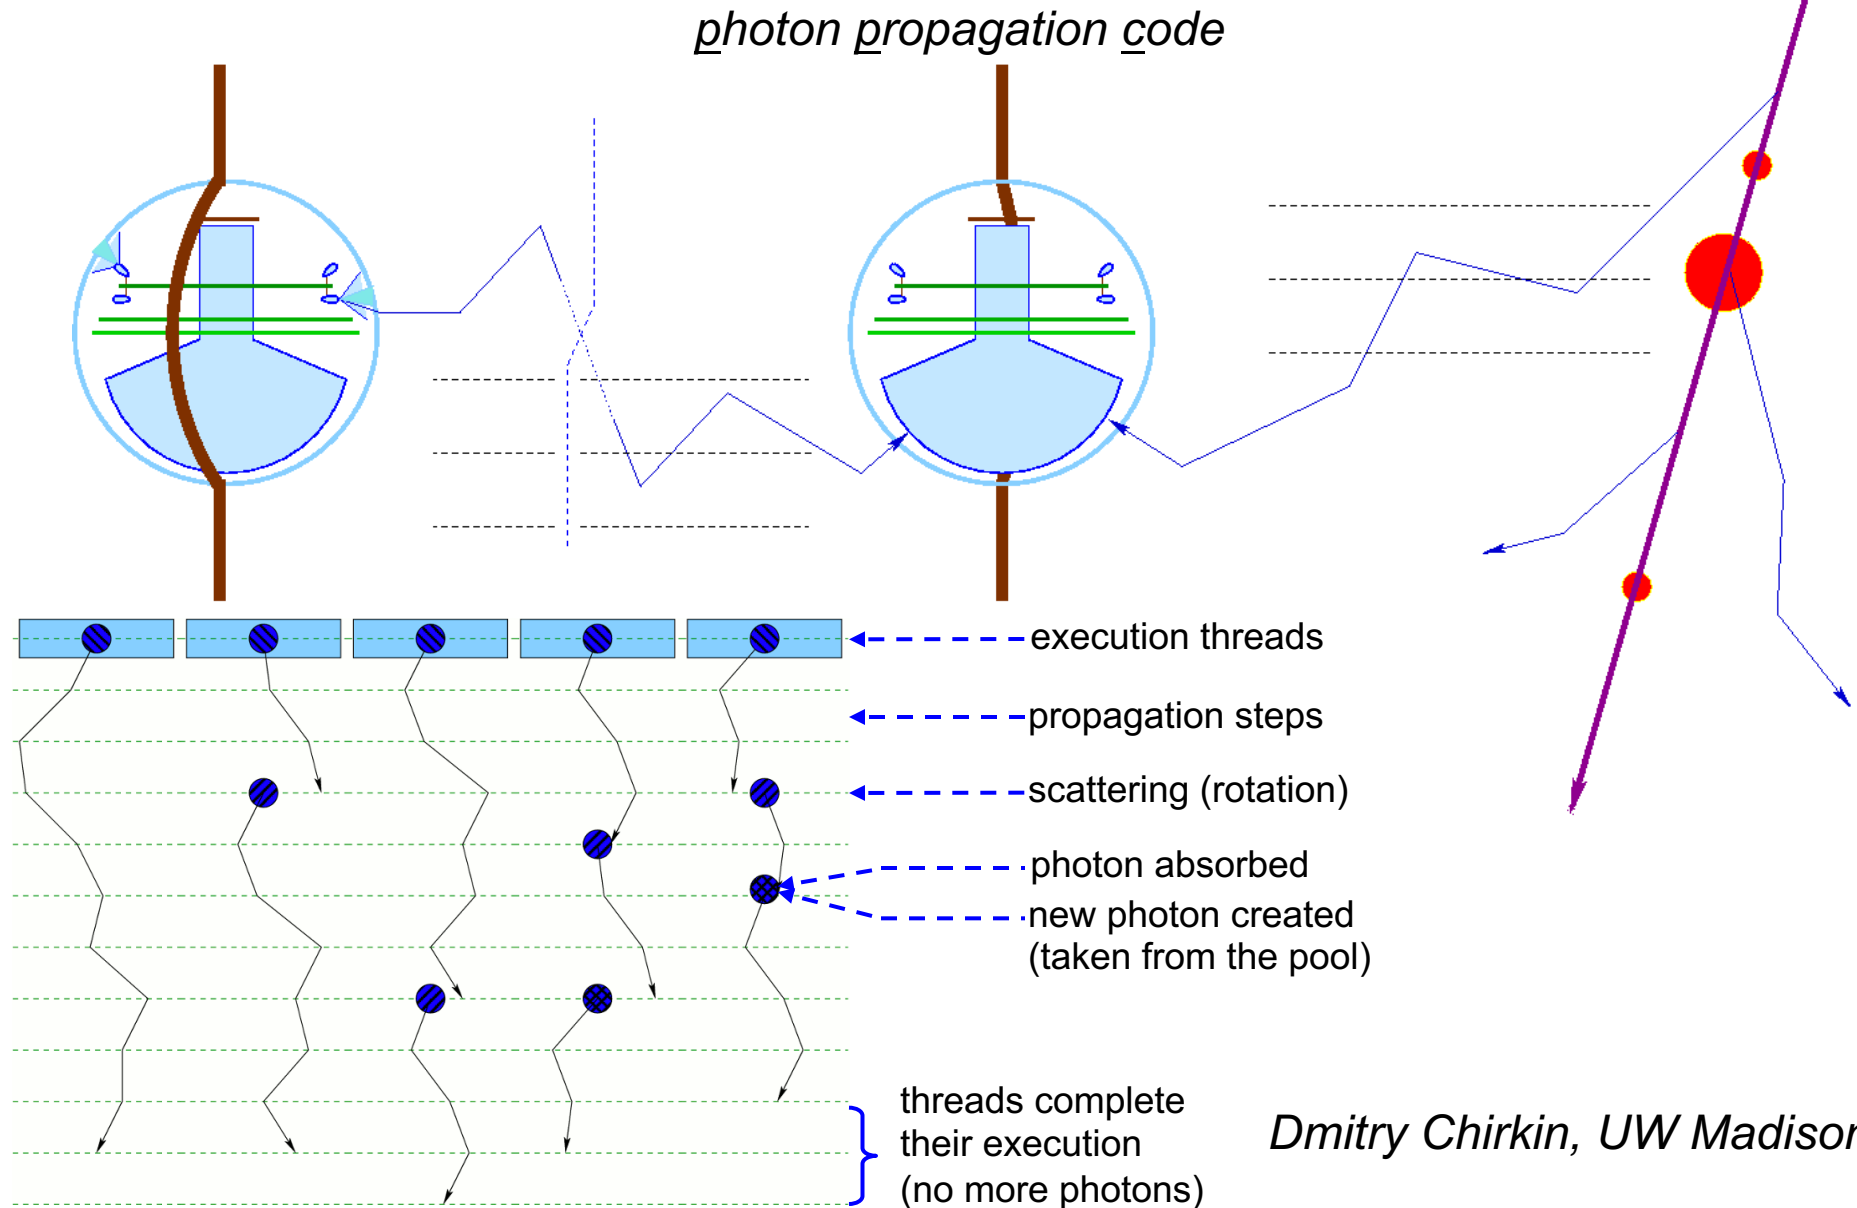 photon propagation code
execution threads
propagation steps
scattering (rotation)
photon absorbed
new photon created
(taken from the pool)
threads complete
their execution
(no more photons)
Dmitry Chirkin, UW Madison